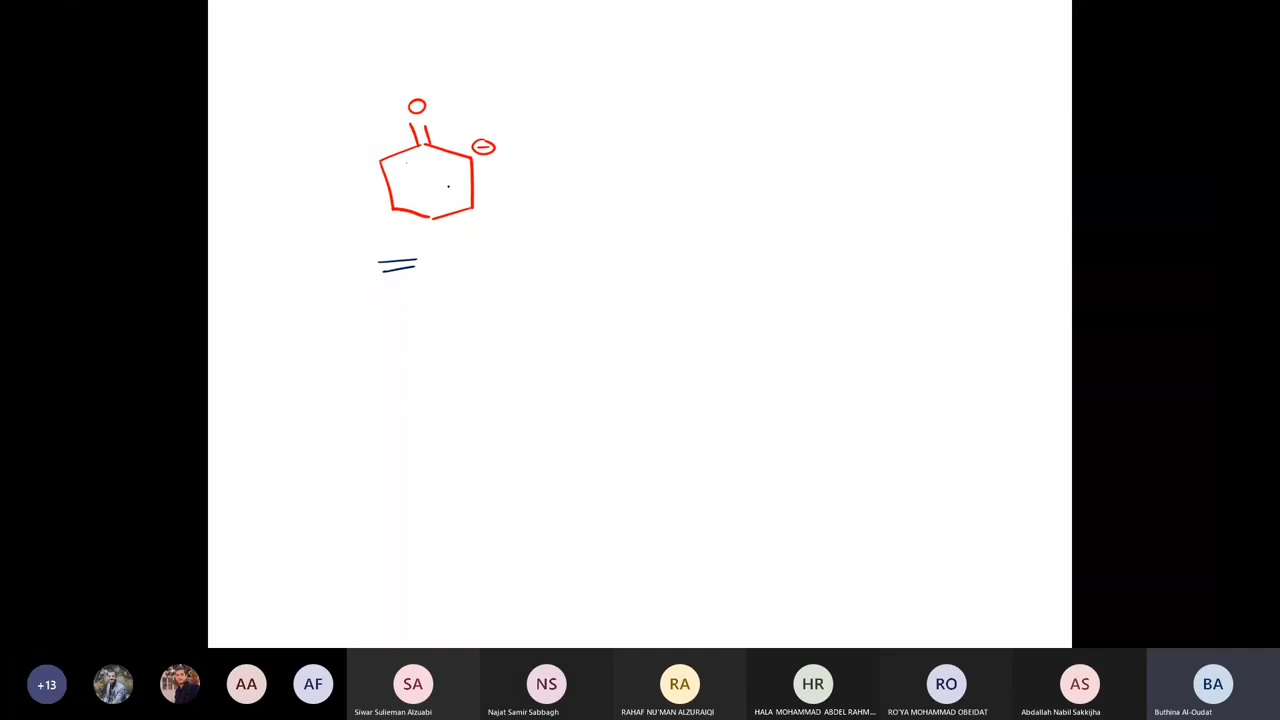 O
−
+13
AA
AF
SA
NS
RA
HR
RO
AS
BA
Siwar Sulieman Alzuabi
Najat Samir Sabbagh
RAHAF NU'MAN ALZURAIQI
HALA MOHAMMAD ABDEL RAHM...
RO'YA MOHAMMAD OBEIDAT
Abdallah Nabil Sakkijha
Buthina Al-Oudat